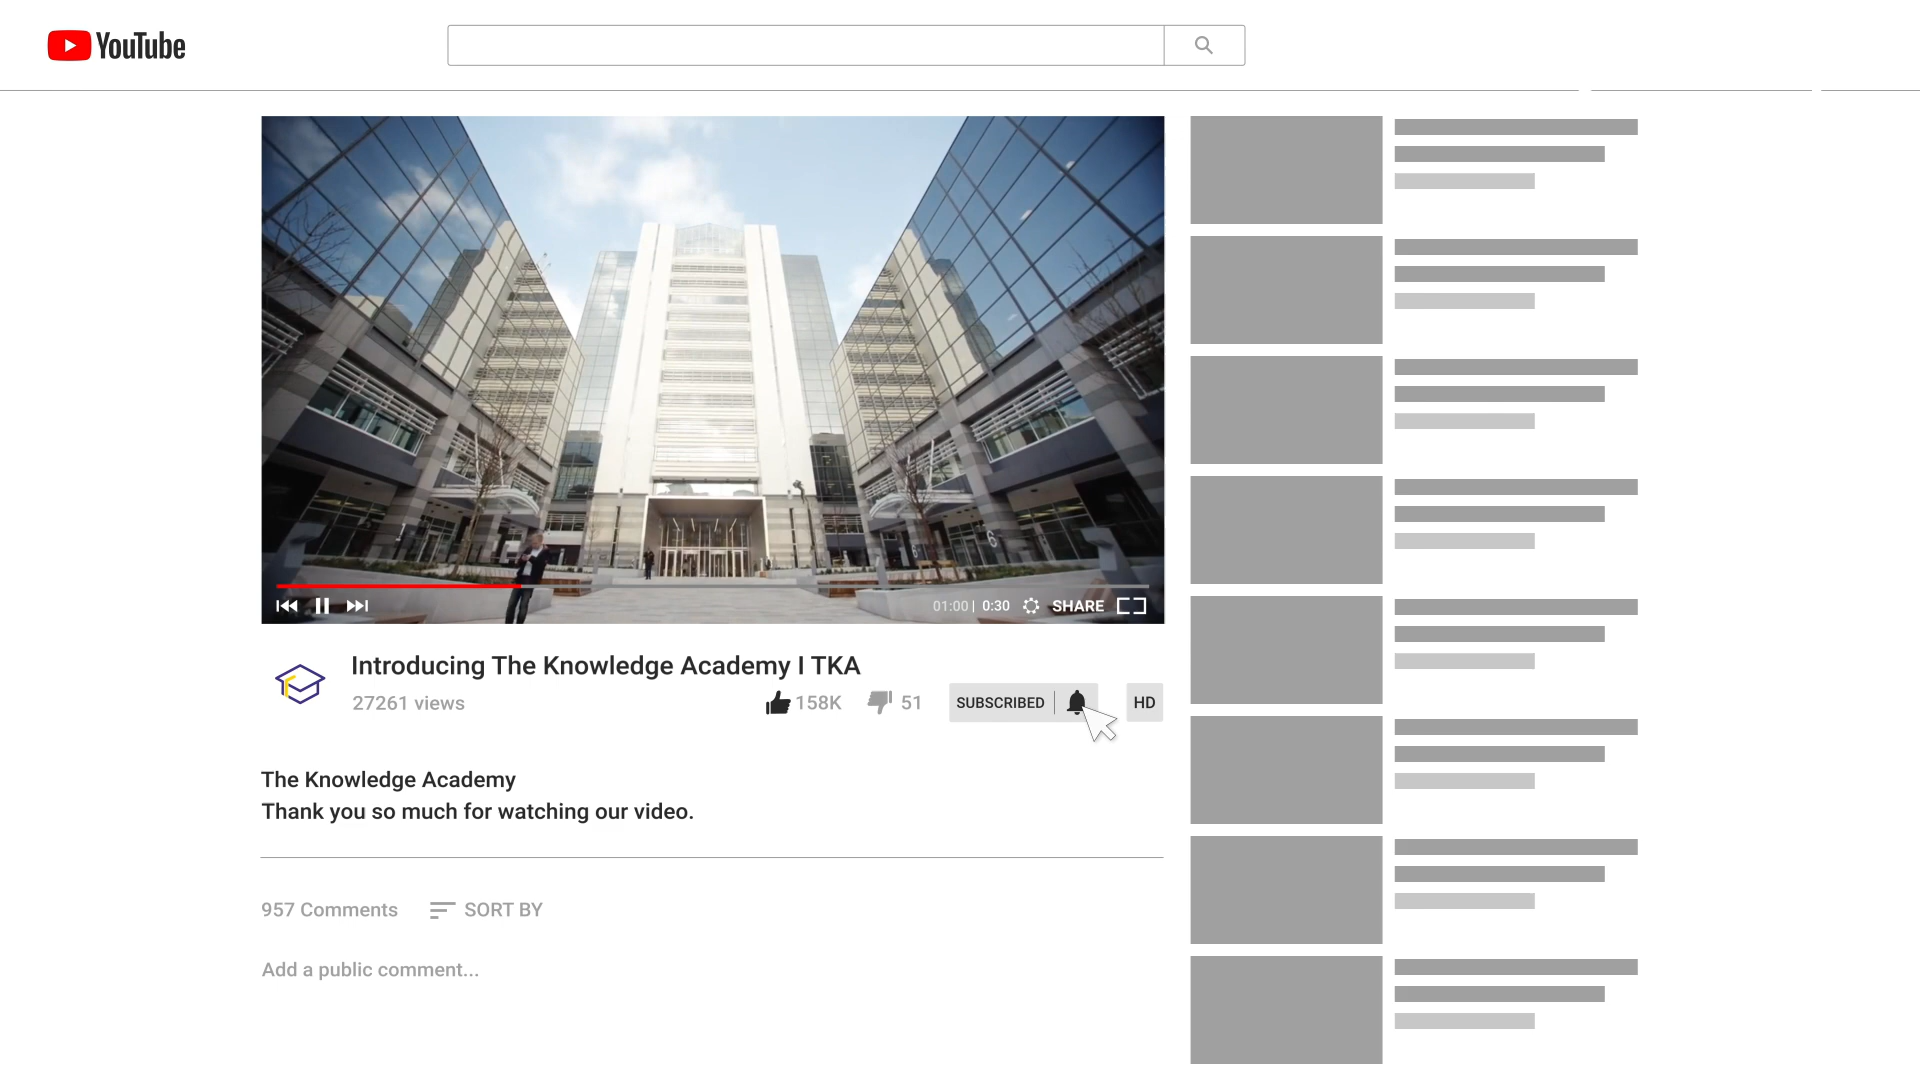 YouTube
01:00 | 0:30 SHARE
Introducing The Knowledge Academy I TKA
27261 views 158K 51 SUBSCRIBED HD
The Knowledge Academy
Thank you so much for watching our video.
957 Comments SORT BY
Add a public comment...